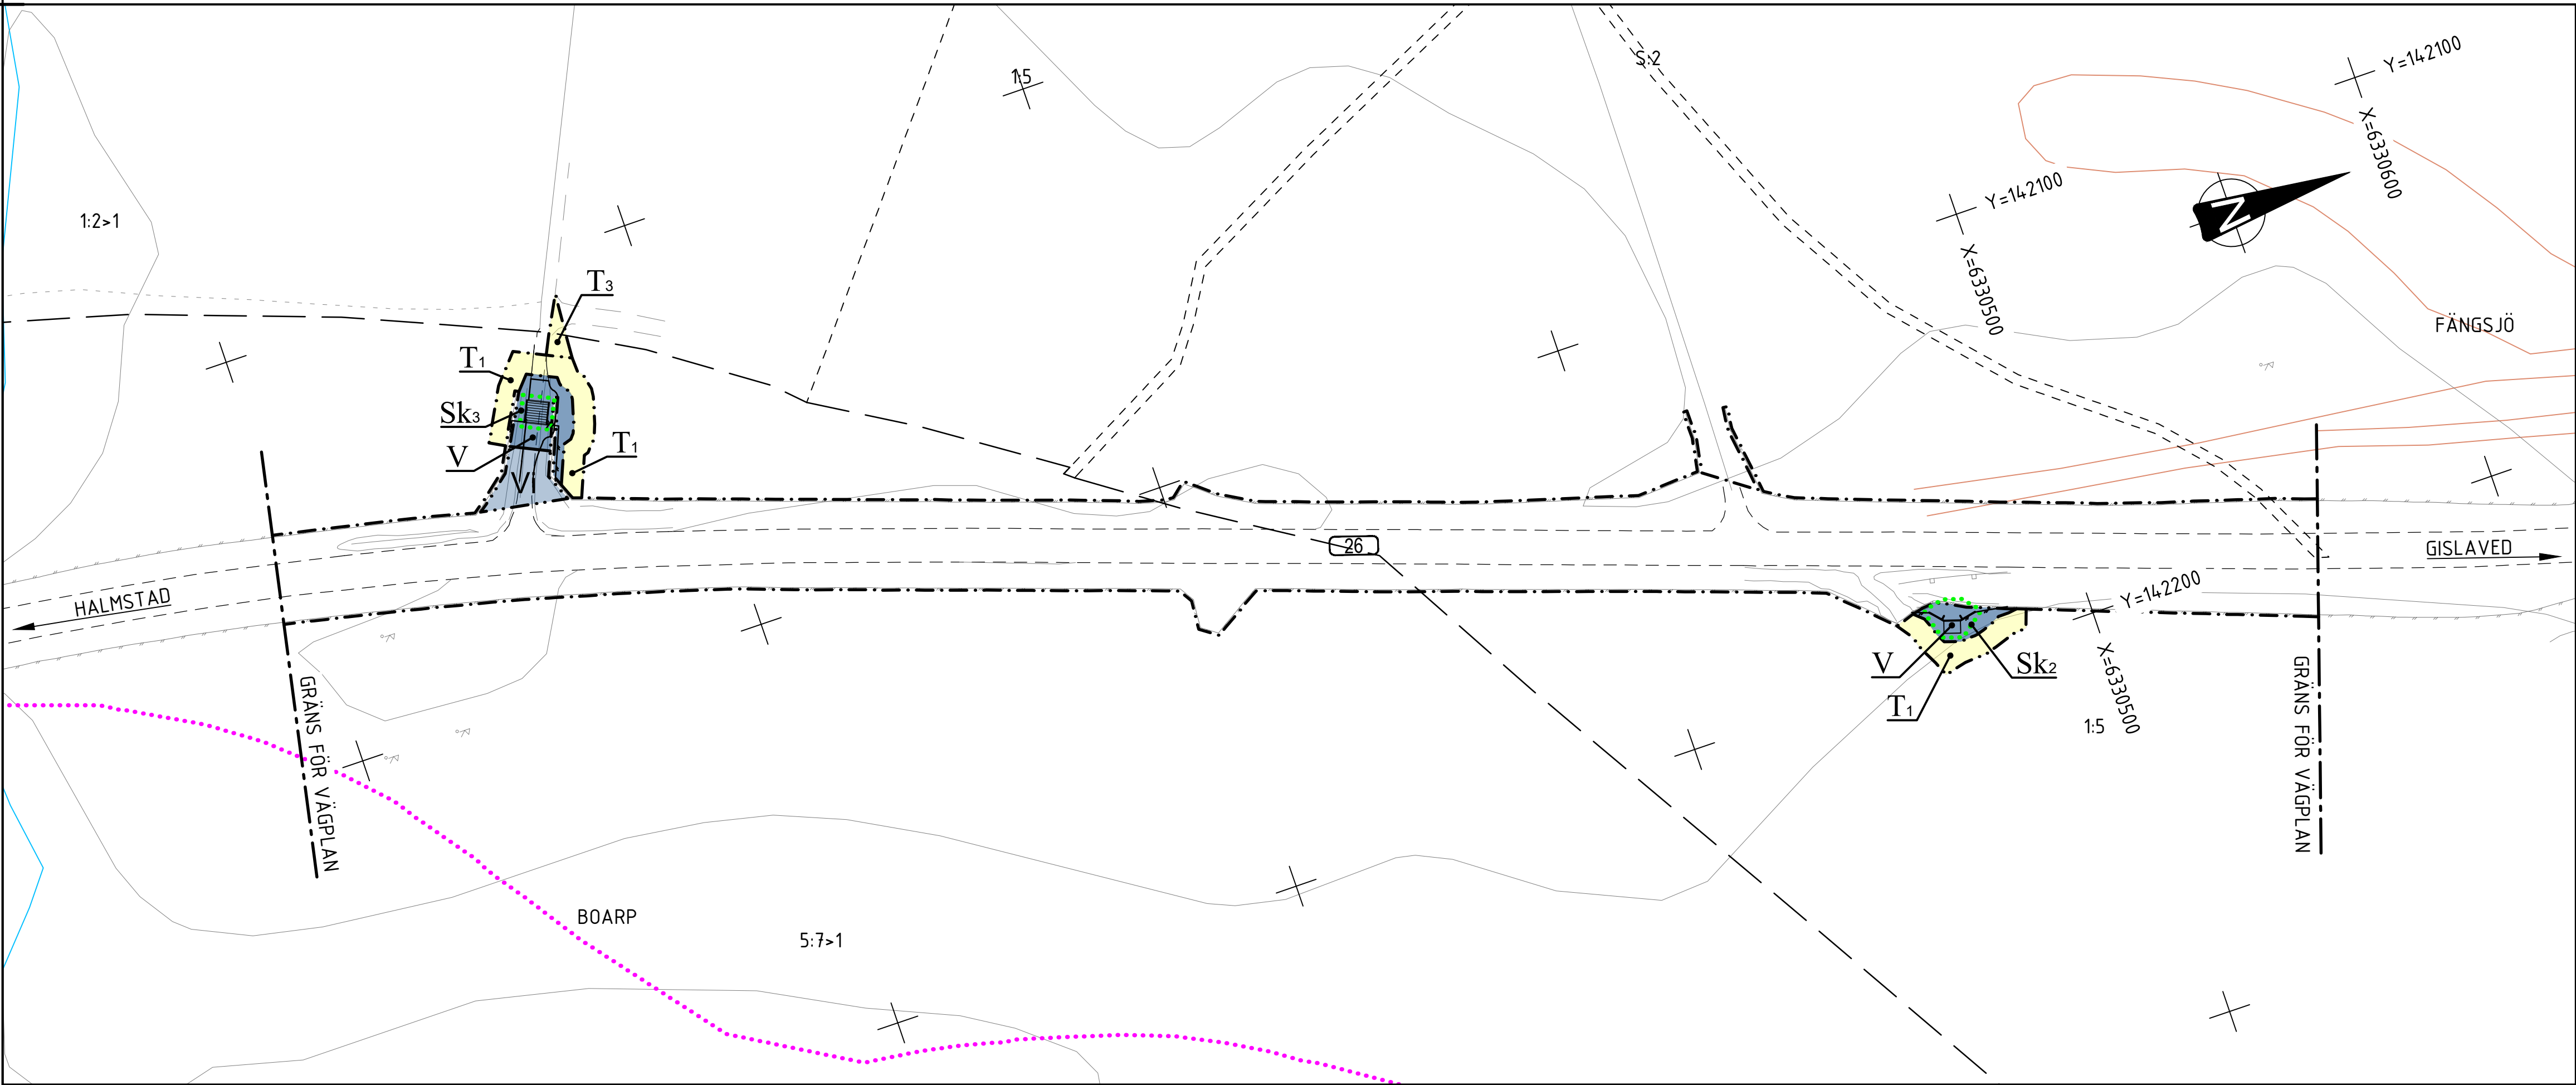 1:5
S:2
Y=142100
X=6330600
Y=142100
X=6330500
N
1:2>1
FÄNGSJÖ
T3
T1
Sk3
V
T1
V
26
GISLAVED
HALMSTAD
Y=142200
X=6330500
V
Sk2
T1
1:5
GRÄNS FÖR VÄGPLAN
GRÄNS FÖR VÄGPLAN
BOARP
5:7>1